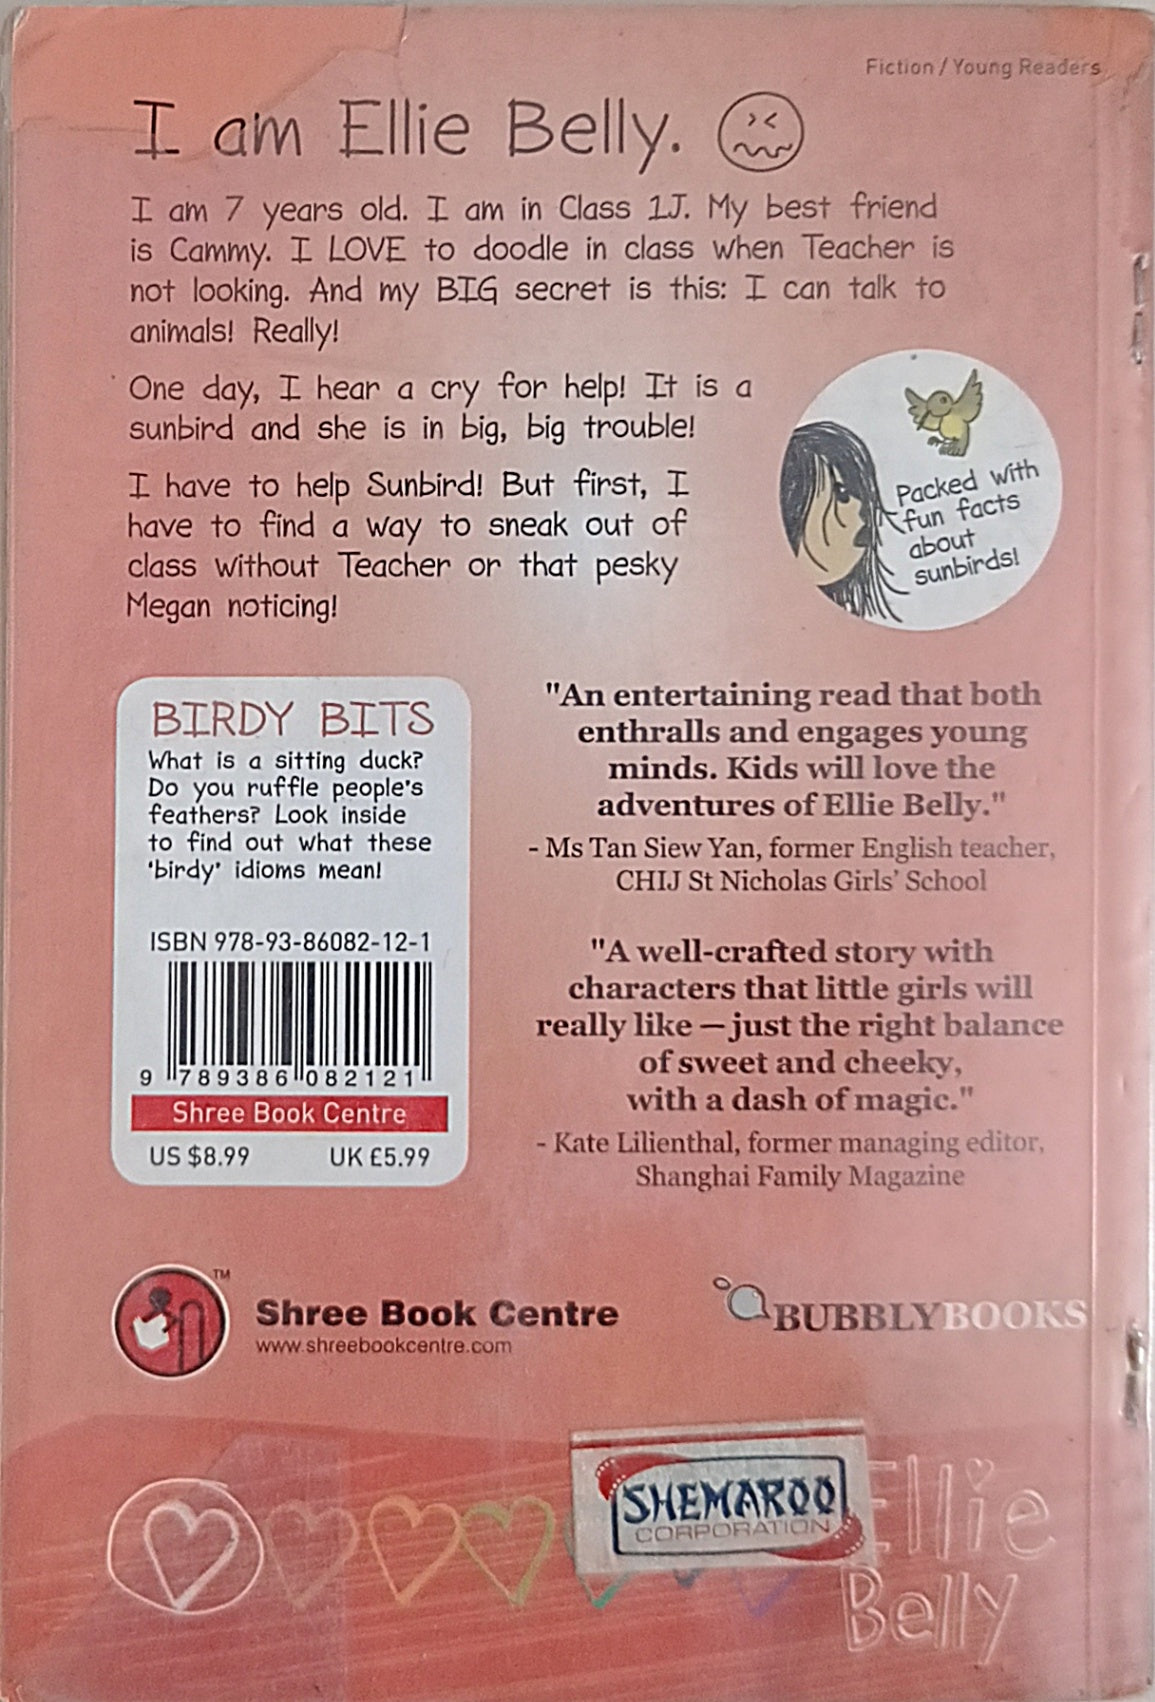 Fiction / Young Readers
I am Ellie Belly.
I am 7 years old. I am in Class 1J. My best friend
is Cammy. I LOVE to doodle in class when Teacher is
not looking. And my BIG secret is this: I can talk to
animals! Really!
One day, I hear a cry for help! It is a
sunbird and she is in big, big trouble!
I have to help Sunbird! But first, I
have to find a way to sneak out of
class without Teacher or that pesky
Megan noticing!
Packed with
fun facts
about
sunbirds!
BIRDY BITS
What is a sitting duck?
Do you ruffle people's
feathers? Look inside
to find out what these
'birdy' idioms mean!
ISBN 978-93-86082-12-1
9 789386 082121
Shree Book Centre
US $8.99 UK £5.99
"An entertaining read that both
enthralls and engages young
minds. Kids will love the
adventures of Ellie Belly."
- Ms Tan Siew Yan, former English teacher,
CHIJ St Nicholas Girls' School
"A well-crafted story with
characters that little girls will
really like — just the right balance
of sweet and cheeky,
with a dash of magic."
- Kate Lilienthal, former managing editor,
Shanghai Family Magazine
TM
Shree Book Centre
www.shreebookcentre.com
BUBBLYBOOKS
SHEMAROO
CORPORATION
Ellie
Belly